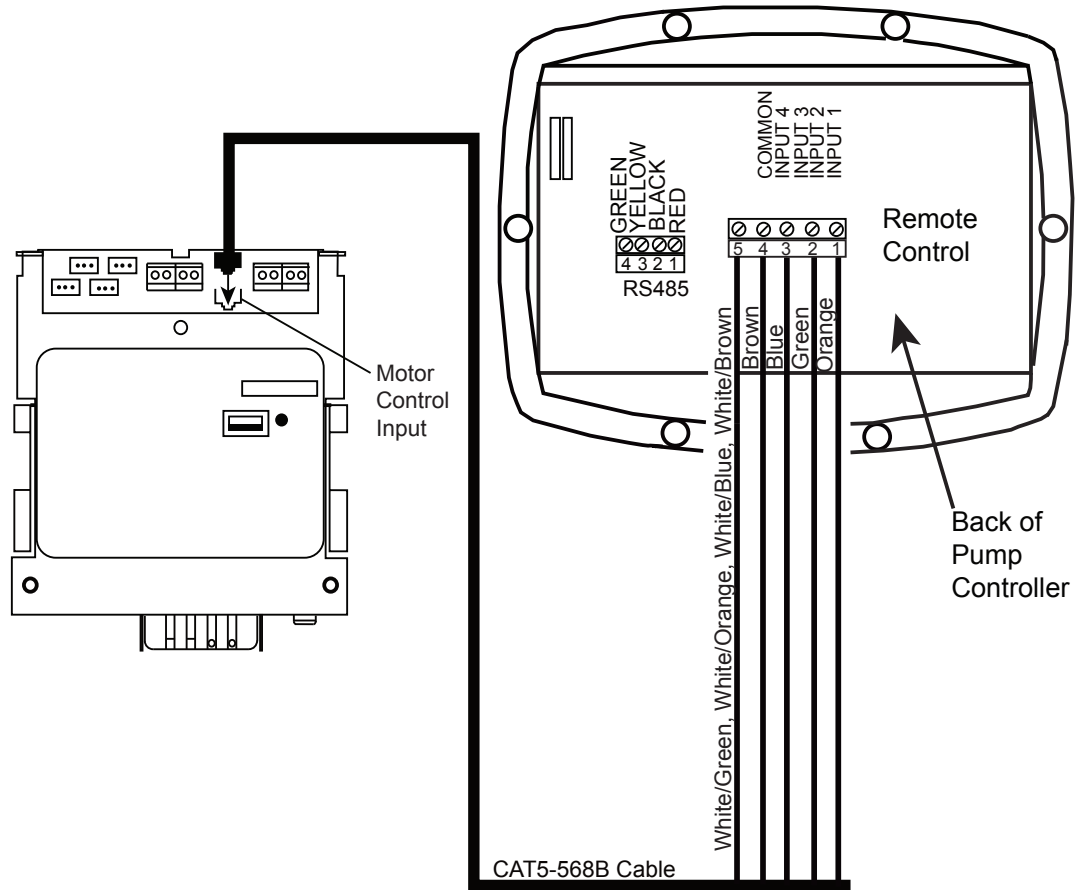 COMMON
INPUT 4
INPUT 3
INPUT 2
INPUT 1
GREEN
YELLOW
BLACK
RED
4 3 2 1
RS485
5 4 3 2 1
Remote
Control
White/Green, White/Orange, White/Blue, White/Brown
Brown
Blue
Green
Orange
Motor
Control
Input
Back of
Pump
Controller
CAT5-568B Cable